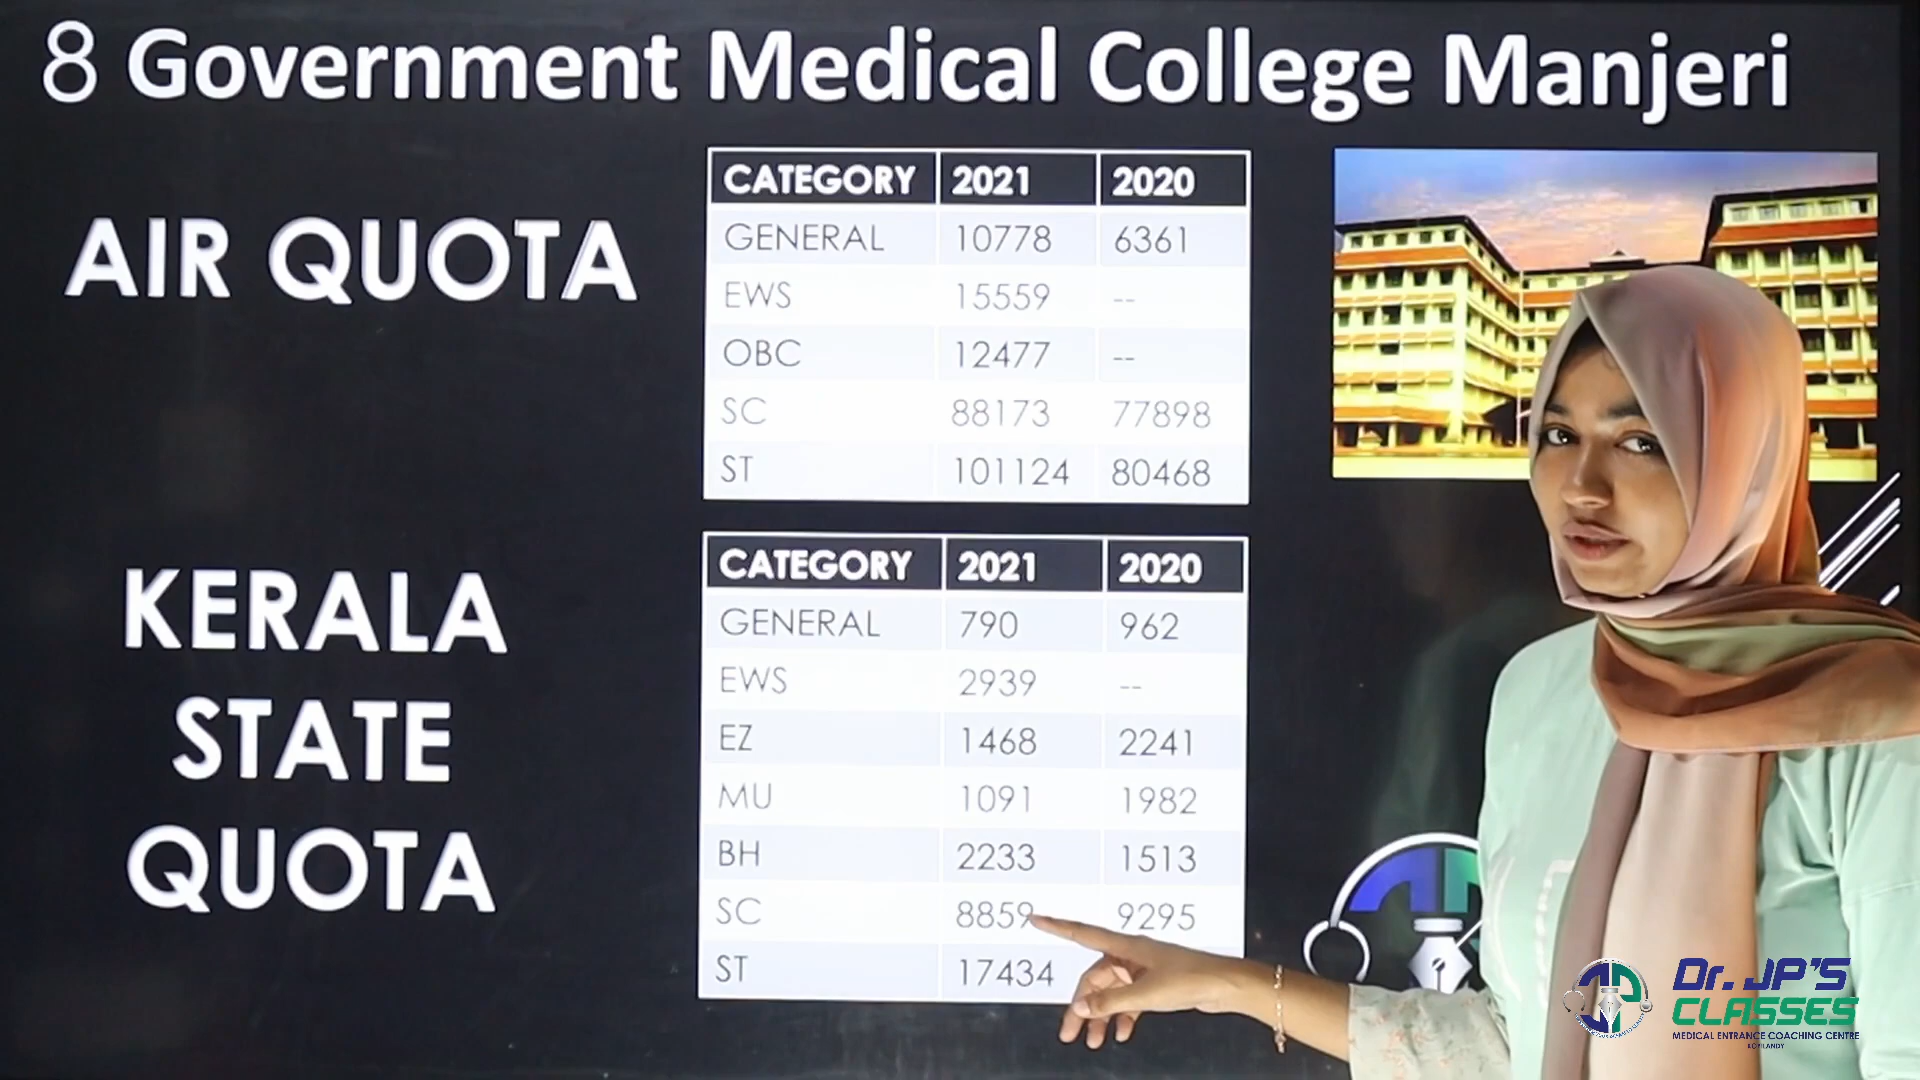 8 Government Medical College Manjeri
AIR QUOTA
CATEGORY 2021 2020
GENERAL 10778 6361
EWS 15559 --
OBC 12477 --
SC 88173 77898
ST 101124 80468
KERALA
STATE
QUOTA
CATEGORY 2021 2020
GENERAL 790 962
EWS 2939 --
EZ 1468 2241
MU 1091 1982
BH 2233 1513
SC 8859 9295
ST 17434
Dr. JP'S
CLASSES
MEDICAL ENTRANCE COACHING CENTRE
KOYILANDY